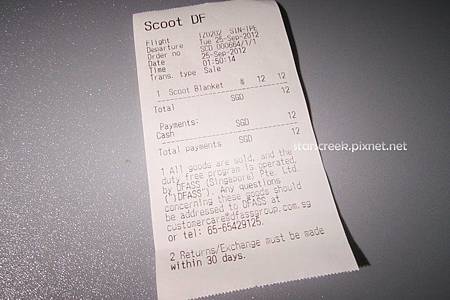 Scoot DF
Flight TZ0202 SIN-TPE
Departure Tue 25-Sep-2012
Order no SCO 000664/1/1
Date 25-Sep-2012
Time 01:50:14
Trans. type Sale
1 Scoot Blanket @ 12 12
Total SGD 12
Payments:
Cash SGD 12
Total payments SGD 12
1 All goods are sold, and the
duty free program is operated,
by DFASS (Singapore) Pte. Ltd.
("DFASS"). Any questions
concerning these goods should
be addressed to DFASS at
customercare@dfassgroup.com.sg
or tel: 65-65429125.
2 Returns/Exchange must be made
within 30 days.
starcreek.pixnet.net